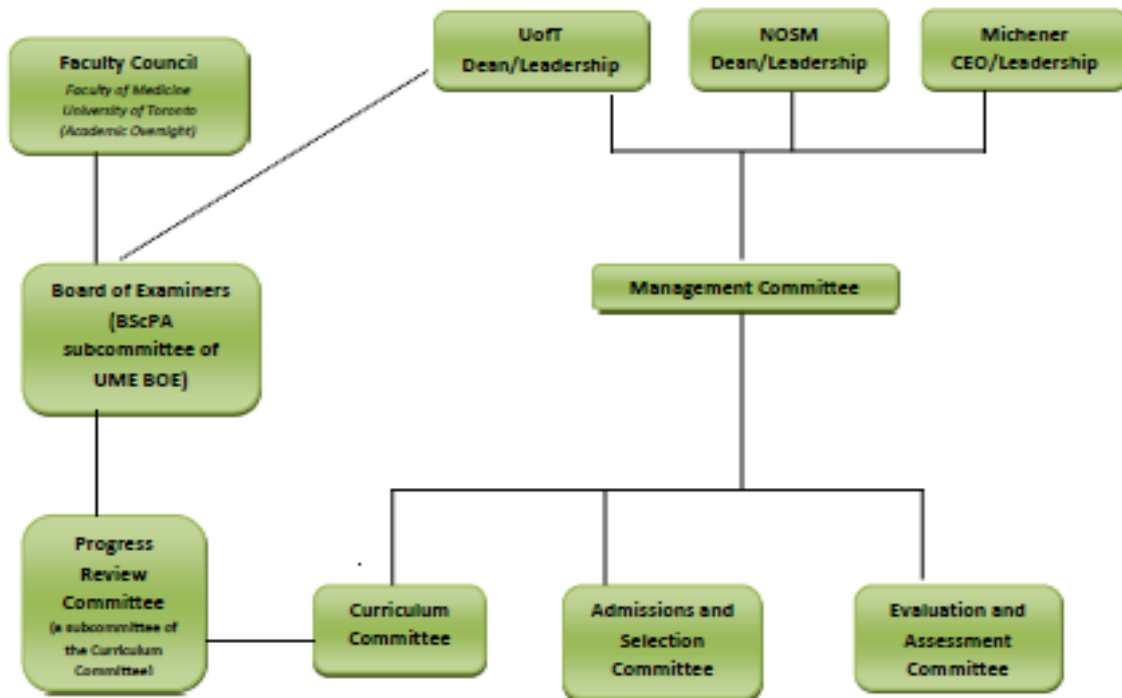 Faculty Council
Faculty of Medicine
University of Toronto
(Academic Oversight)
UofT
Dean/Leadership
NOSM
Dean/Leadership
Michener
CEO/Leadership
Board of Examiners
(BScPA
subcommittee of
UME BOE)
Management Committee
Progress
Review
Committee
(a subcommittee of
the Curriculum
Committee)
Curriculum
Committee
Admissions and
Selection
Committee
Evaluation and
Assessment
Committee